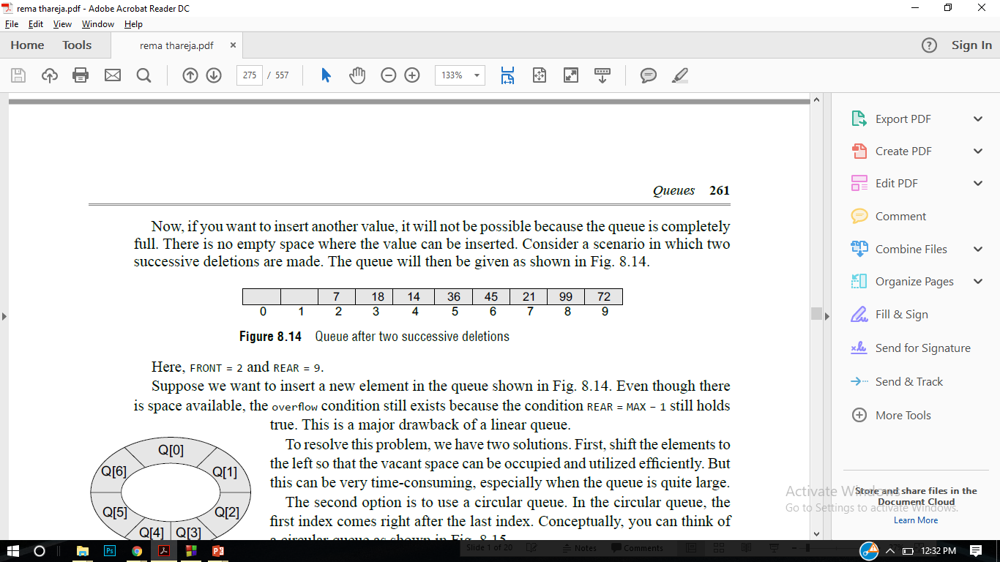 rema thareja.pdf - Adobe Acrobat Reader DC
File Edit View Window Help
Home Tools rema thareja.pdf × Sign In
275 / 557 133%
Queues 261
Now, if you want to insert another value, it will not be possible because the queue is completely
full. There is no empty space where the value can be inserted. Consider a scenario in which two
successive deletions are made. The queue will then be given as shown in Fig. 8.14.
7 18 14 36 45 21 99 72
0 1 2 3 4 5 6 7 8 9
Figure 8.14 Queue after two successive deletions
Here, FRONT = 2 and REAR = 9.
Suppose we want to insert a new element in the queue shown in Fig. 8.14. Even though there
is space available, the overflow condition still exists because the condition REAR = MAX – 1 still holds
true. This is a major drawback of a linear queue.
To resolve this problem, we have two solutions. First, shift the elements to
the left so that the vacant space can be occupied and utilized efficiently. But
this can be very time-consuming, especially when the queue is quite large.
The second option is to use a circular queue. In the circular queue, the
first index comes right after the last index. Conceptually, you can think of
a circular queue as shown in Fig. 8.15.
Q[0]
Q[6] Q[1]
Q[5] Q[2]
Q[4] Q[3]
Export PDF
Create PDF
Edit PDF
Comment
Combine Files
Organize Pages
Fill & Sign
Send for Signature
Send & Track
More Tools
Store and share files in the
Document Cloud
Learn More
Activate Windows
Go to Settings to activate Windows.
Slide 1 of 20 Notes Comments
12:32 PM